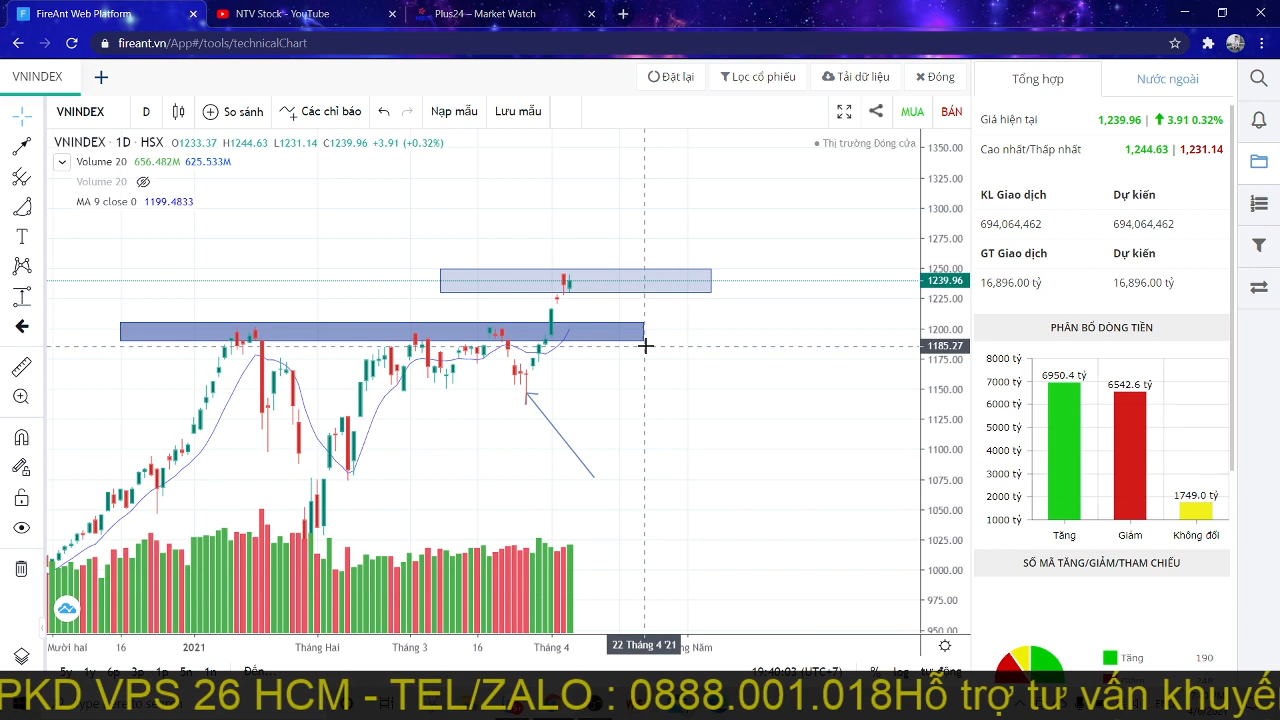 FireAnt Web Platform
NTV Stock - YouTube
Plus24 – Market Watch
fireant.vn/App#/tools/technicalChart
VNINDEX
Đặt lại
Lọc cổ phiếu
Tải dữ liệu
Đóng
Tổng hợp
Nước ngoài
VNINDEX
D
So sánh
Các chỉ báo
Nạp mẫu
Lưu mẫu
MUA
BÁN
Giá hiện tại
1,239.96 | 3.91 0.32%
VNINDEX · 1D · HSX O1233.37 H1244.63 L1231.14 C1239.96 +3.91 (+0.32%)
Thị trường Đóng cửa
Cao nhất/Thấp nhất
1,244.63 | 1,231.14
Volume 20 656.482M 625.533M
Volume 20
MA 9 close 0 1199.4833
KL Giao dịch
Dự kiến
694,064,462
694,064,462
GT Giao dịch
Dự kiến
16,896.00 tỷ
16,896.00 tỷ
1350.00
1325.00
1300.00
1275.00
1250.00
1239.96
1225.00
1200.00
1185.27
1175.00
1150.00
1125.00
1100.00
1075.00
1050.00
1025.00
1000.00
975.00
950.00
PHÂN BỔ DÒNG TIỀN
8000 tỷ
7000 tỷ
6000 tỷ
5000 tỷ
4000 tỷ
3000 tỷ
2000 tỷ
1000 tỷ
6950.4 tỷ
6542.6 tỷ
1749.0 tỷ
Tăng
Giảm
Không đổi
SỐ MÃ TĂNG/GIẢM/THAM CHIẾU
Tăng 190
Mười hai
16
2021
Tháng Hai
Tháng 3
16
Tháng 4
22 Tháng 4 '21
Năm
19:40:03 (UTC+7)
%
log
PKD VPS 26 HCM - TEL/ZALO : 0888.001.018Hỗ trợ tư vấn khuyế